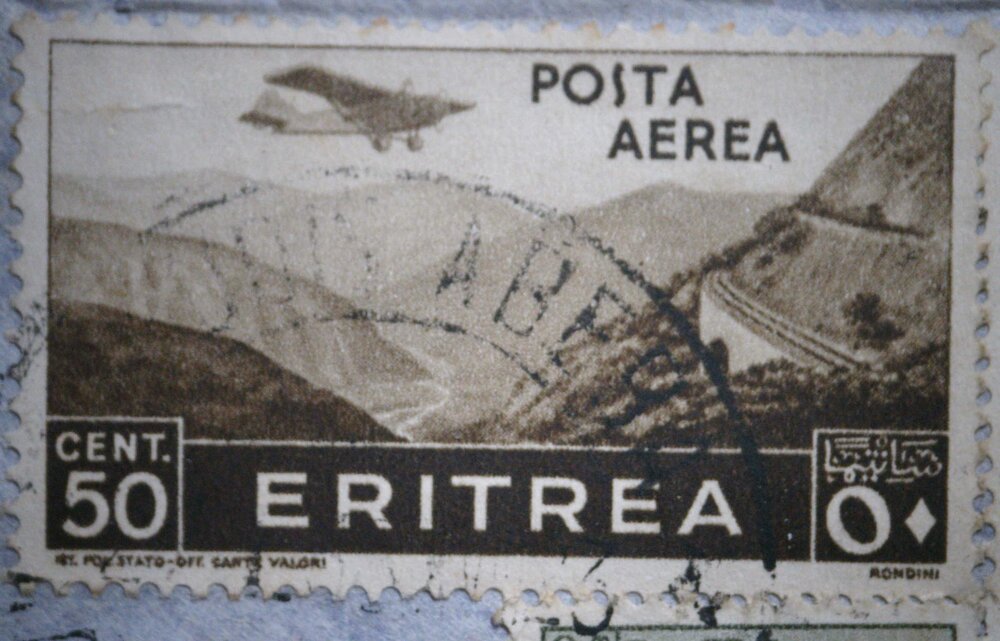 POSTA
AEREA
CENT.
50
ERITREA
٥٠
IST. POL. STATO-OFF. CARTE VALORI
RONDINI